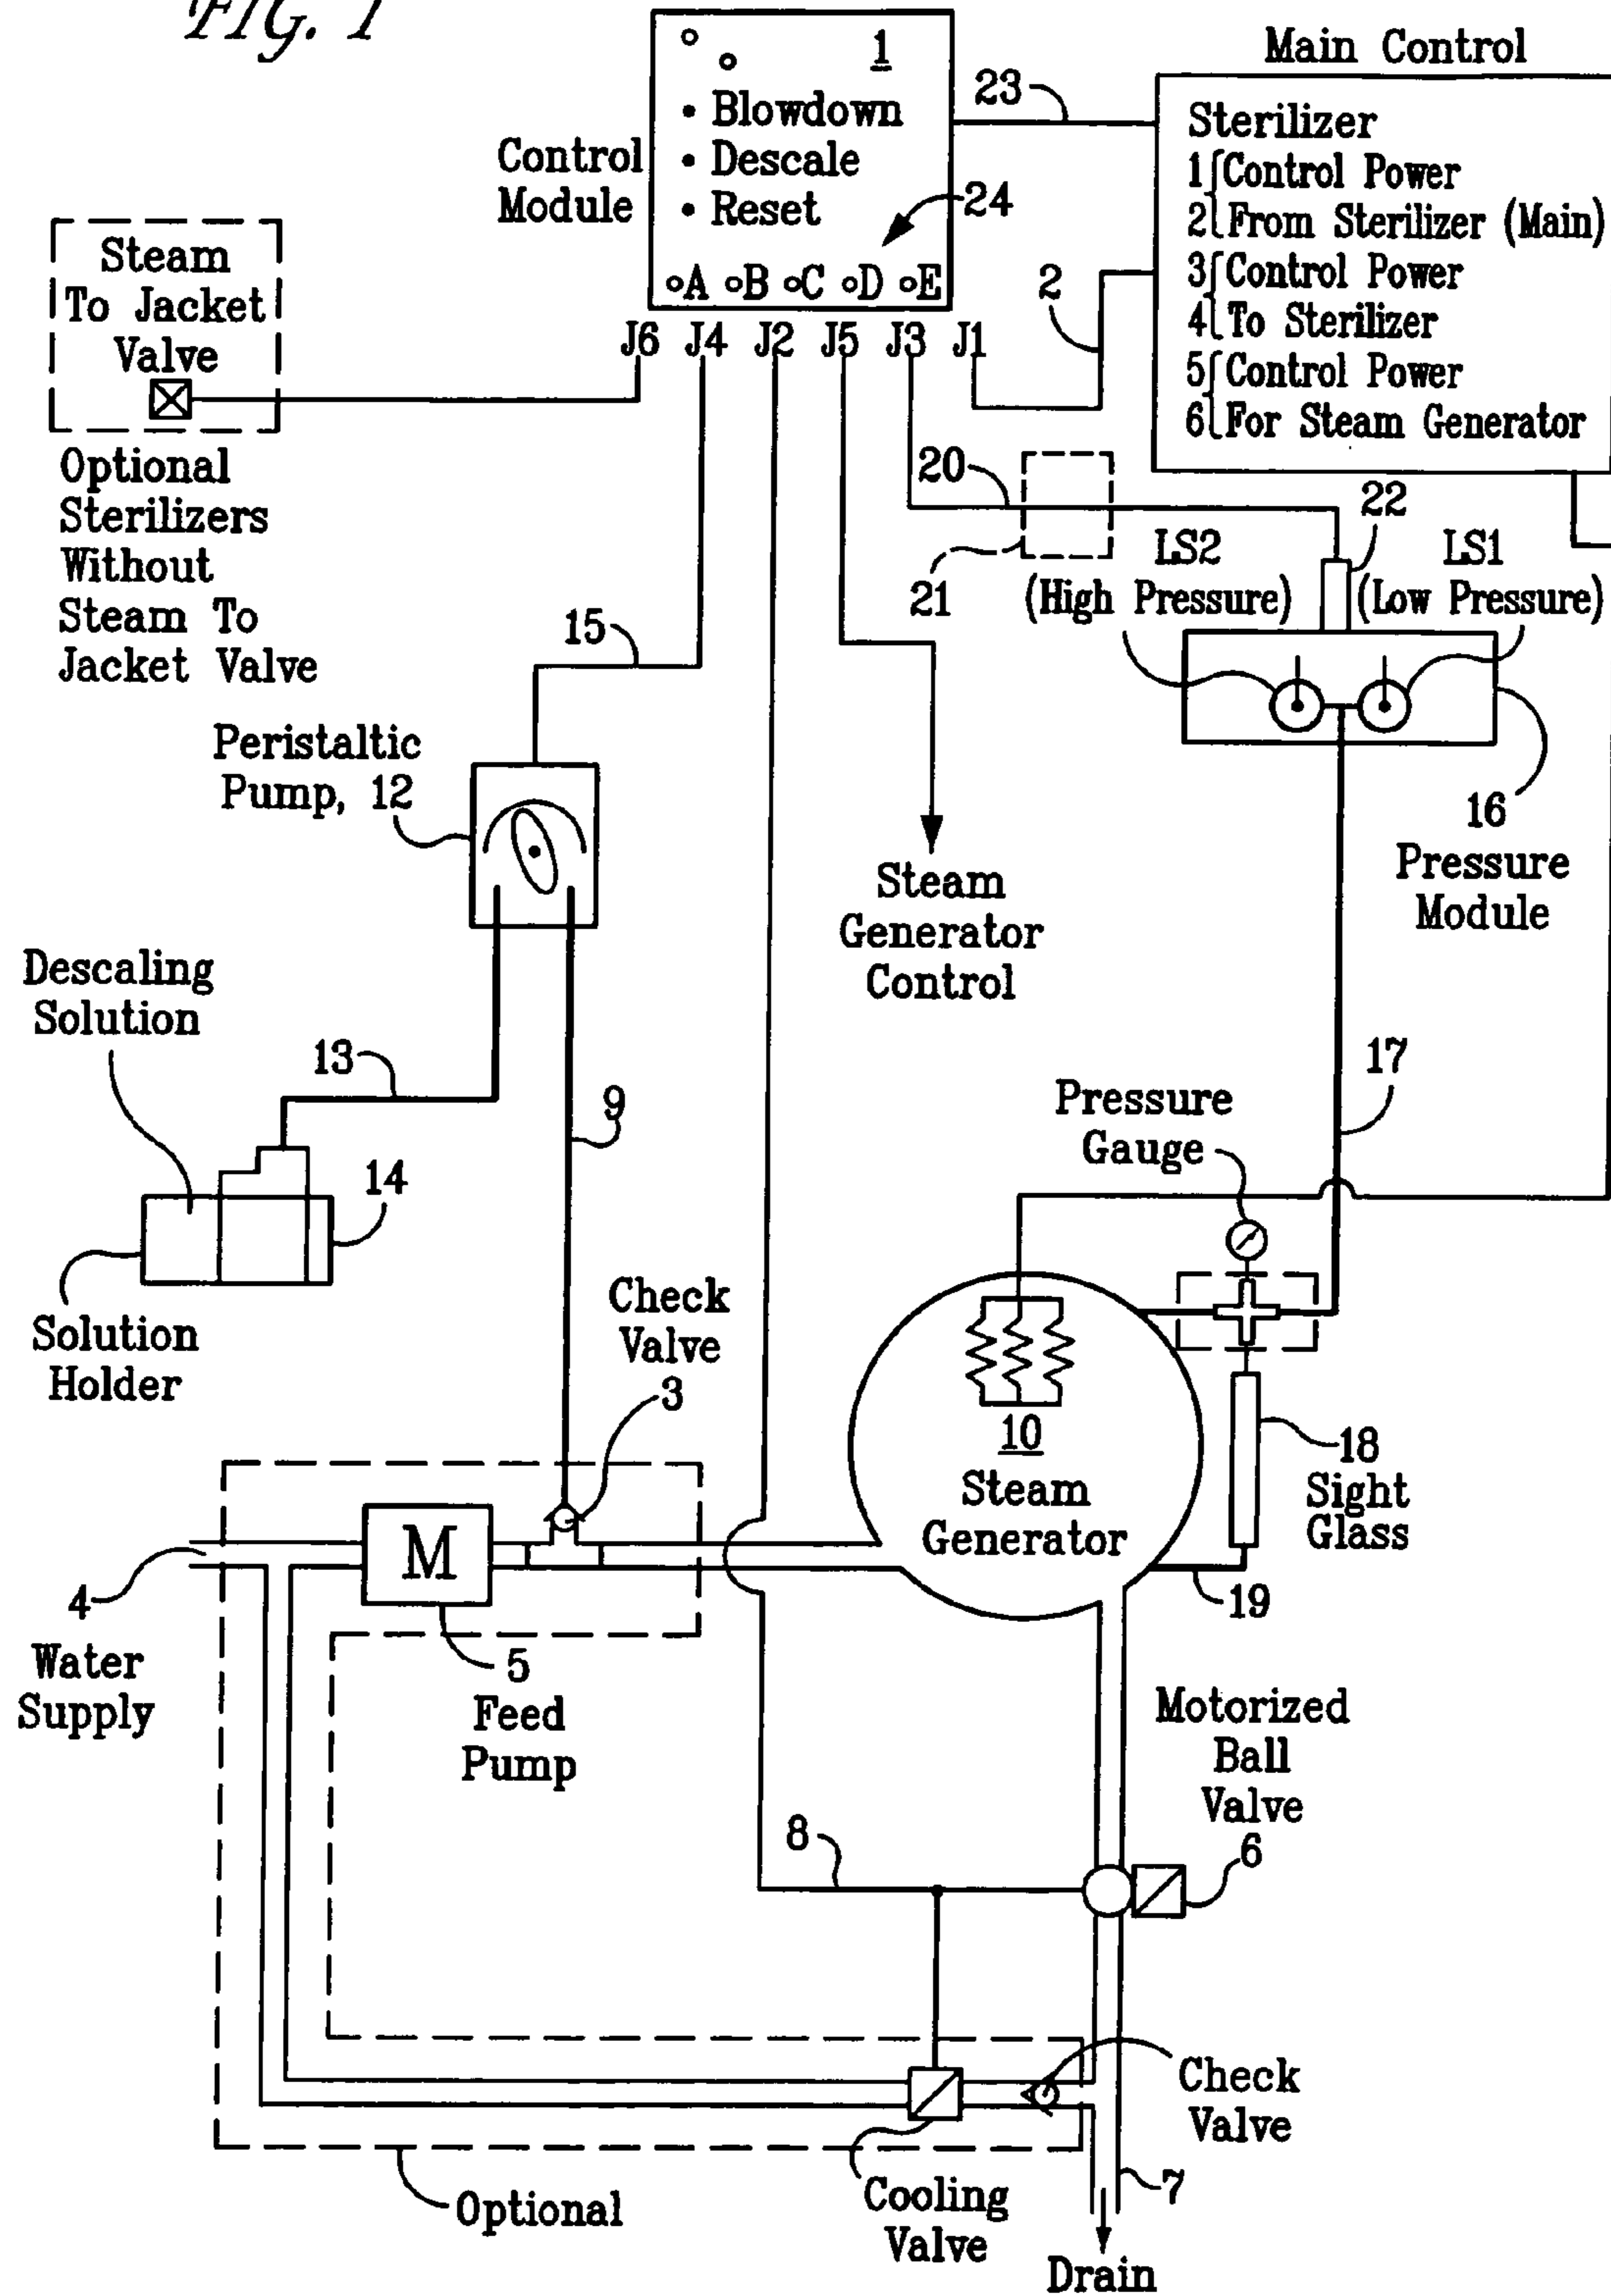 FIG. 1
1
• Blowdown
• Descale
• Reset
A B C D E
Control
Module
24
23
2
Main Control
Sterilizer
1 Control Power
2 From Sterilizer (Main)
3 Control Power
4 To Sterilizer
5 Control Power
6 For Steam Generator
Steam
To Jacket
Valve
Optional
Sterilizers
Without
Steam To
Jacket Valve
J6 J4 J2 J5 J3 J1
20
21
22
LS2
(High Pressure)
LS1
(Low Pressure)
16
Pressure
Module
15
Peristaltic
Pump, 12
Steam
Generator
Control
Descaling
Solution
13
9
14
Solution
Holder
Pressure
Gauge
17
Check
Valve
3
10
Steam
Generator
18
Sight
Glass
19
4
Water
Supply
M
5
Feed
Pump
8
Motorized
Ball
Valve
6
Check
Valve
7
Cooling
Valve
Optional
Drain